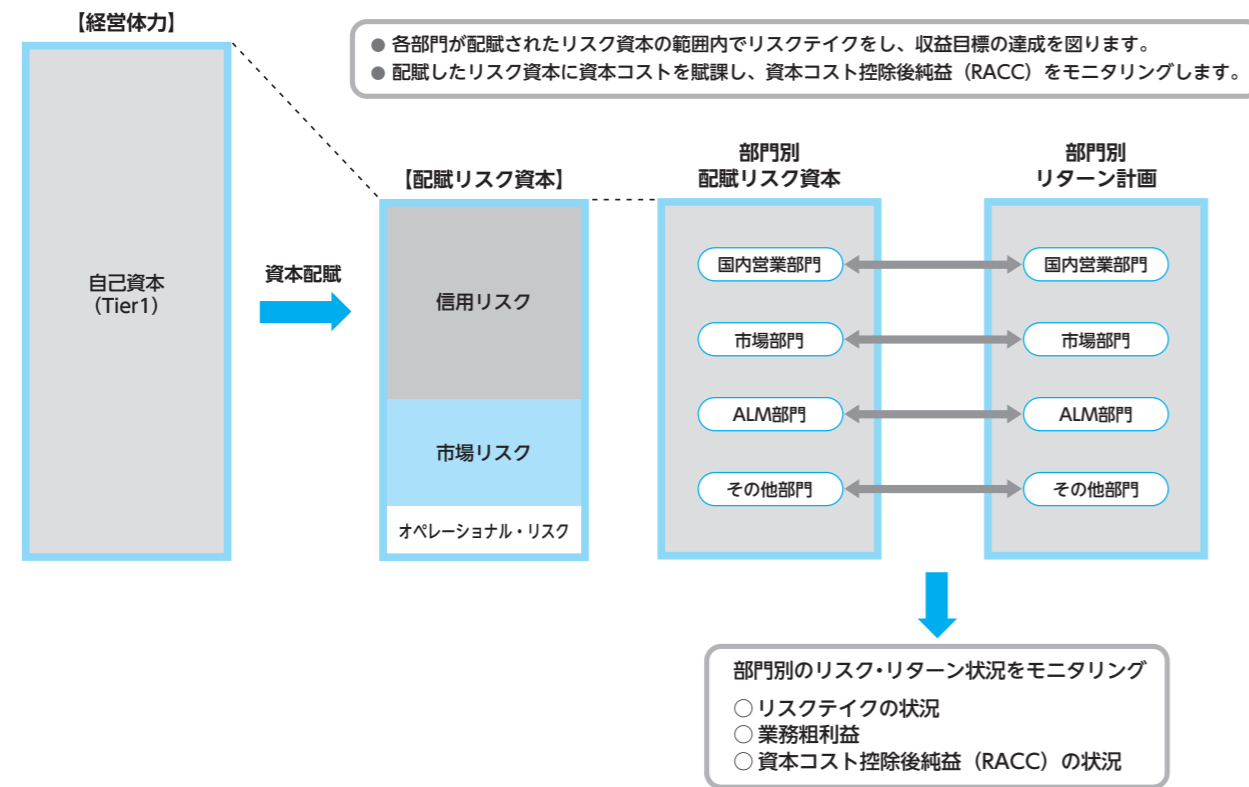 【経営体力】
● 各部門が配賦されたリスク資本の範囲内でリスクテイクをし、収益目標の達成を図ります。
● 配賦したリスク資本に資本コストを賦課し、資本コスト控除後純益（RACC）をモニタリングします。
自己資本
（Tier1）
資本配賦
【配賦リスク資本】
信用リスク
市場リスク
オペレーショナル・リスク
部門別
配賦リスク資本
国内営業部門
市場部門
ALM部門
その他部門
部門別
リターン計画
国内営業部門
市場部門
ALM部門
その他部門
部門別のリスク・リターン状況をモニタリング
○ リスクテイクの状況
○ 業務粗利益
○ 資本コスト控除後純益（RACC）の状況